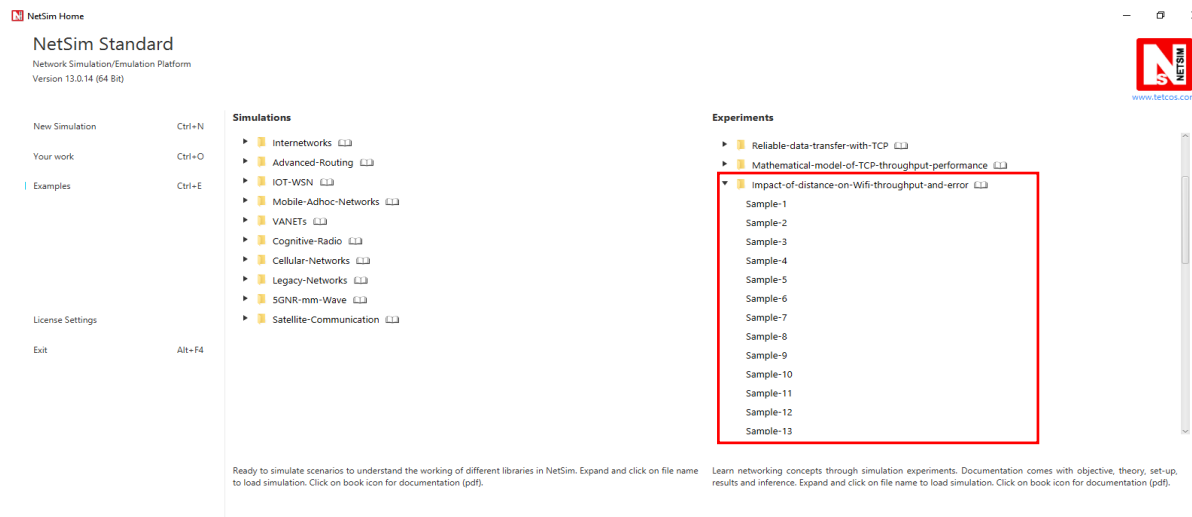 NetSim Home
NetSim Standard
Network Simulation/Emulation Platform
Version 13.0.14 (64 Bit)
N
S
NETSIM
www.tetcos.com
New Simulation Ctrl+N
Your work Ctrl+O
Examples Ctrl+E
License Settings
Exit Alt+F4
Simulations
Internetworks
Advanced-Routing
IOT-WSN
Mobile-Adhoc-Networks
VANETs
Cognitive-Radio
Cellular-Networks
Legacy-Networks
5GNR-mm-Wave
Satellite-Communication
Ready to simulate scenarios to understand the working of different libraries in NetSim. Expand and click on file name
to load simulation. Click on book icon for documentation (pdf).
Experiments
Reliable-data-transfer-with-TCP
Mathematical-model-of-TCP-throughput-performance
Impact-of-distance-on-Wifi-throughput-and-error
Sample-1
Sample-2
Sample-3
Sample-4
Sample-5
Sample-6
Sample-7
Sample-8
Sample-9
Sample-10
Sample-11
Sample-12
Sample-13
Learn networking concepts through simulation experiments. Documentation comes with objective, theory, set-up,
results and inference. Expand and click on file name to load simulation. Click on book icon for documentation (pdf).